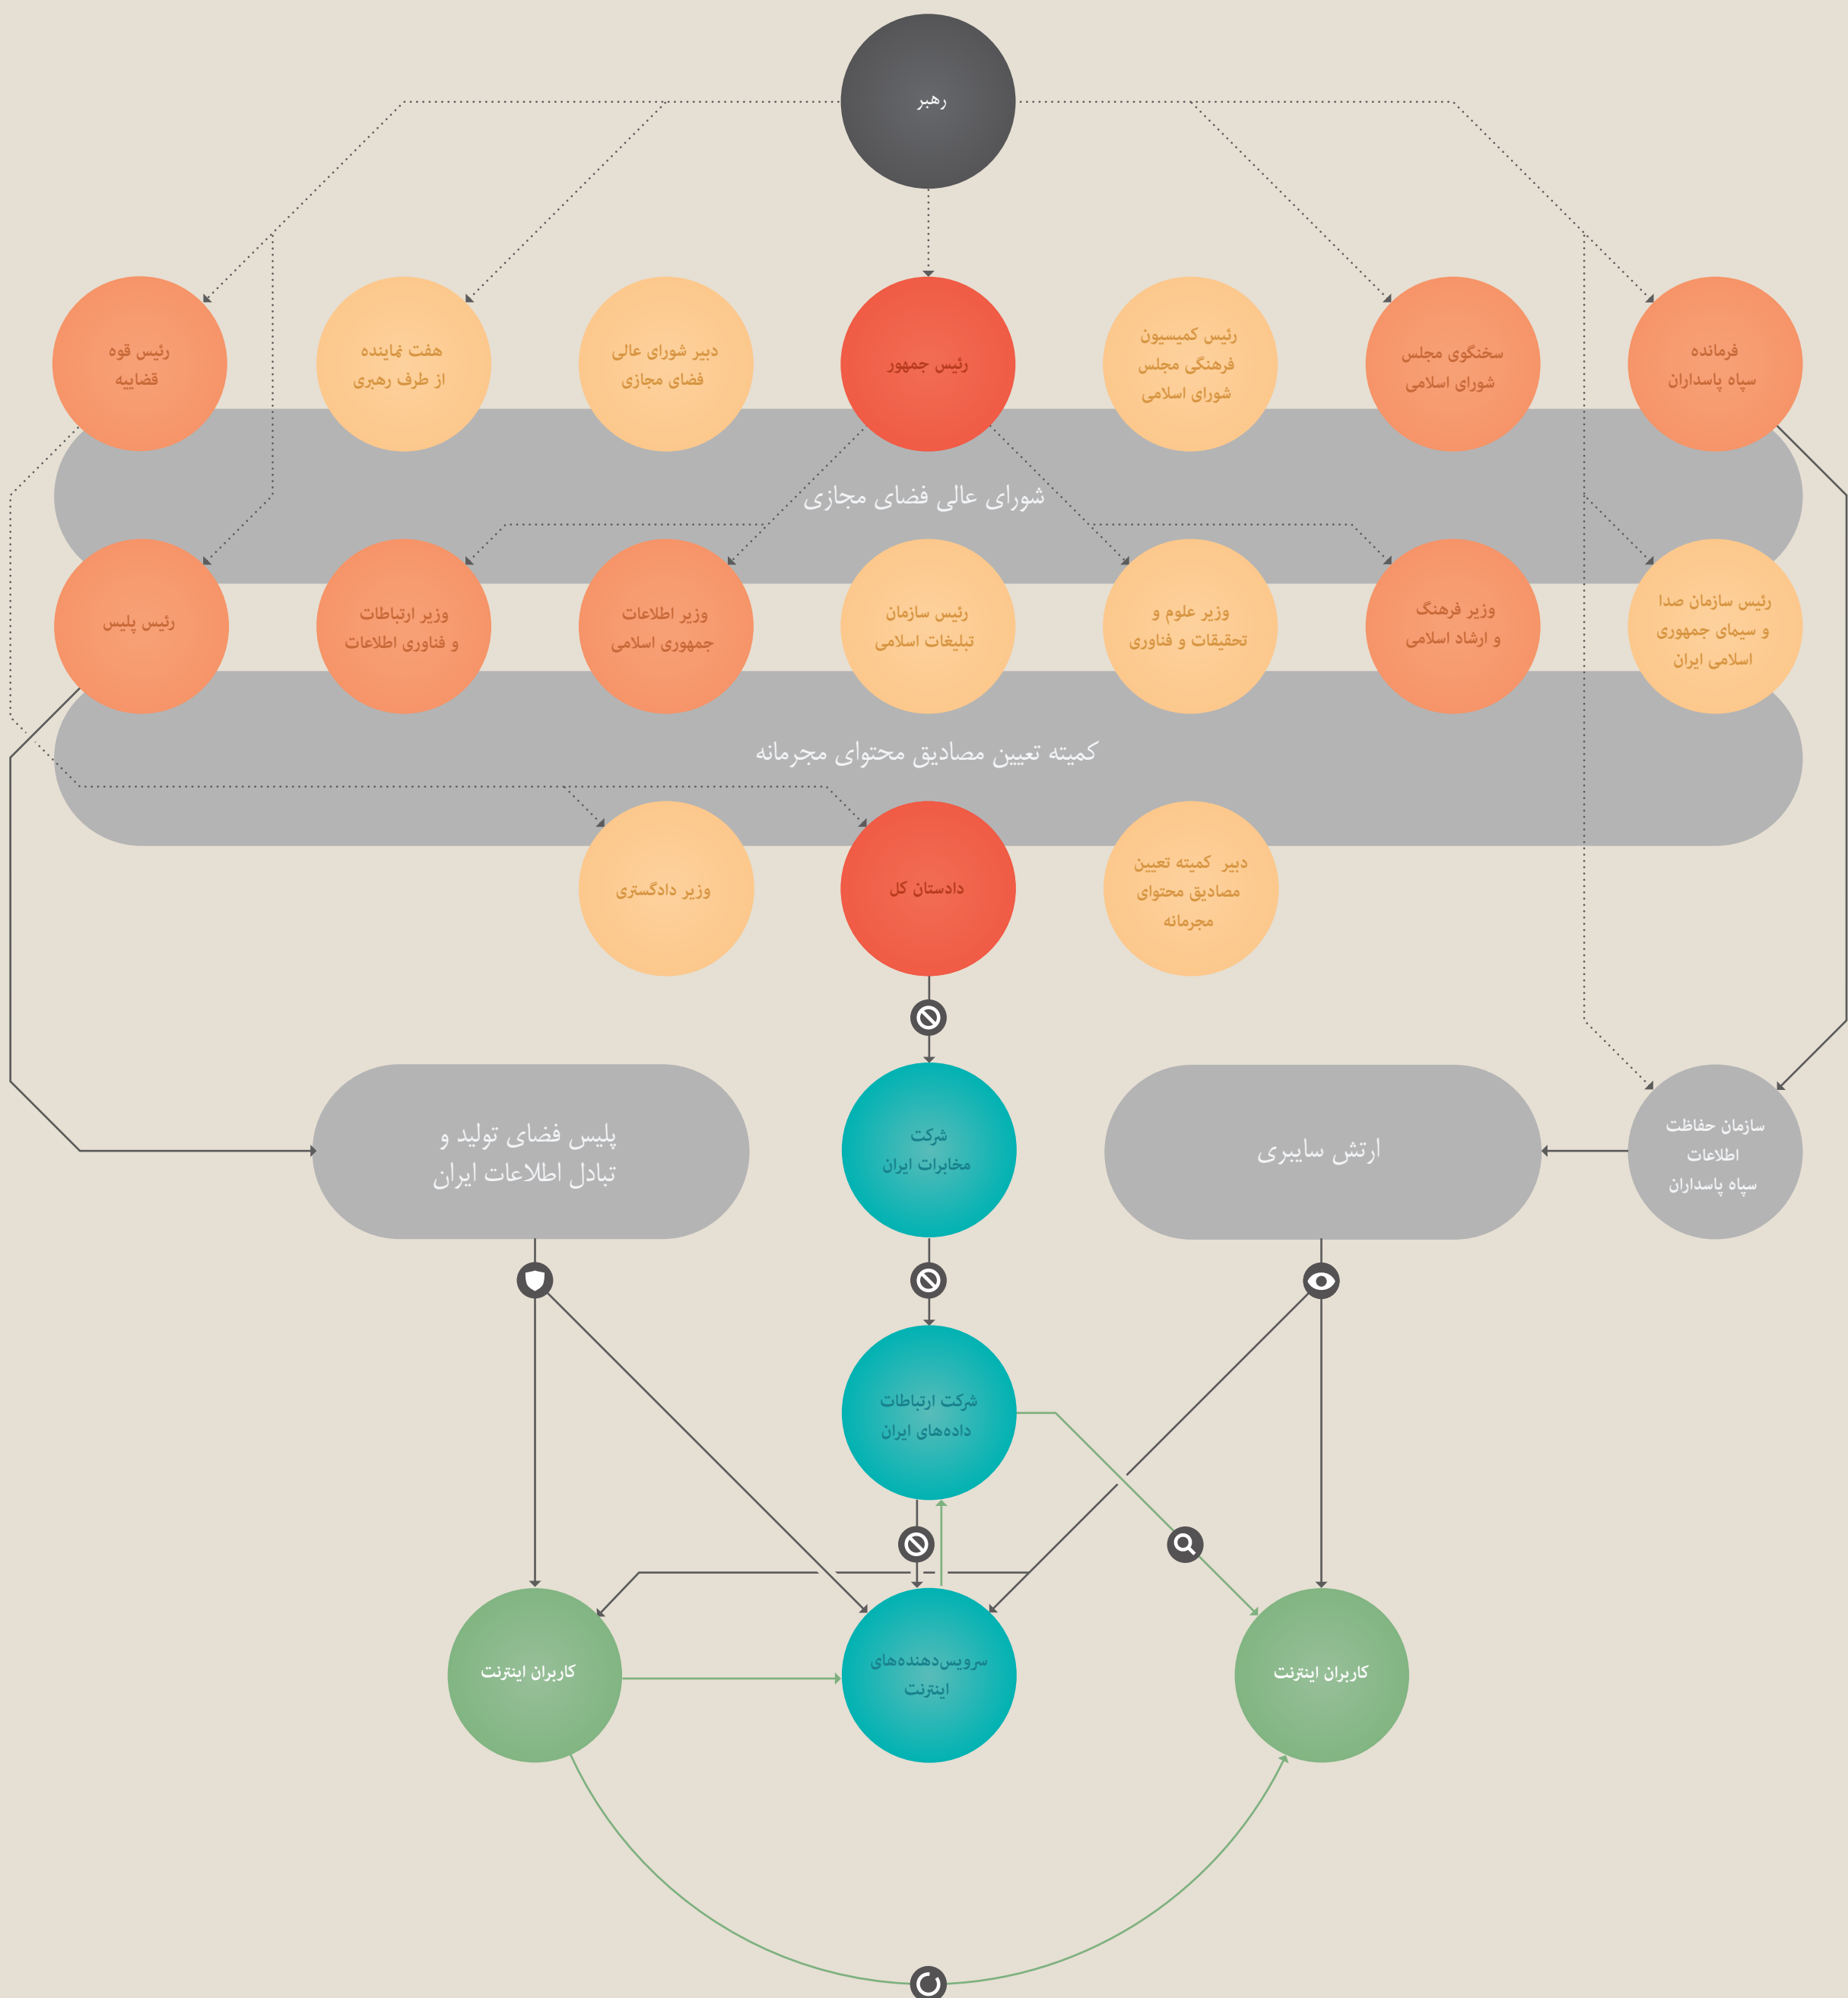 رهبر
فرمانده
سپاه پاسداران
سخنگوی مجلس
شورای اسلامی
رئیس کمیسیون
فرهنگی مجلس
شورای اسلامی
رئیس جمهور
دبیر شورای عالی
فضای مجازی
هفت نماینده
از طرف رهبری
رئیس قوه
قضاییه
شورای عالی فضای مجازی
رئیس سازمان صدا
و سیمای جمهوری
اسلامی ایران
وزیر فرهنگ
و ارشاد اسلامی
وزیر علوم و
تحقیقات و فناوری
رئیس سازمان
تبلیغات اسلامی
وزیر اطلاعات
جمهوری اسلامی
وزیر ارتباطات
و فناوری اطلاعات
رئیس پلیس
کمیته تعیین مصادیق محتوای مجرمانه
دبیر کمیته تعیین
مصادیق محتوای
مجرمانه
دادستان کل
وزیر دادگستری
سازمان حفاظت
اطلاعات
سپاه پاسداران
ارتش سایبری
شرکت
مخابرات ایران
پلیس فضای تولید و
تبادل اطلاعات ایران
شرکت ارتباطات
داده‌های ایران
کاربران اینترنت
سرویس‌دهنده‌های
اینترنت
کاربران اینترنت